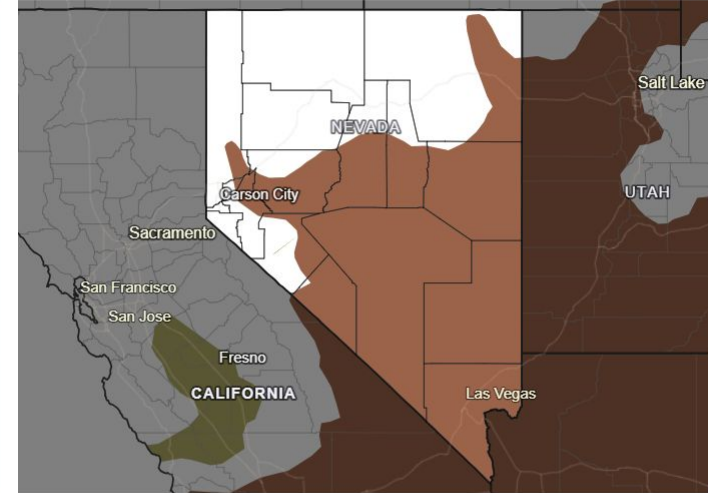 Salt Lake
NEVADA
UTAH
Carson City
Sacramento
San Francisco
San Jose
Fresno
CALIFORNIA
Las Vegas